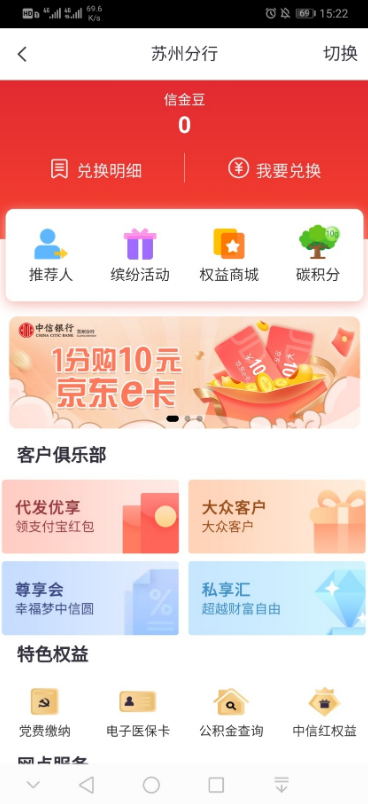 HD 4G 4G 69.6 K/s 69 15:22
苏州分行
切换
信金豆
0
兑换明细
我要兑换
推荐人 缤纷活动 权益商城 碳积分
中信银行
CHINA CITIC BANK
1分购10元
京东e卡
客户俱乐部
代发优享
领支付宝红包
大众客户
大众客户
尊享会
幸福梦中信圆
私享汇
超越财富自由
特色权益
党费缴纳 电子医保卡 公积金查询 中信红权益
网点服务